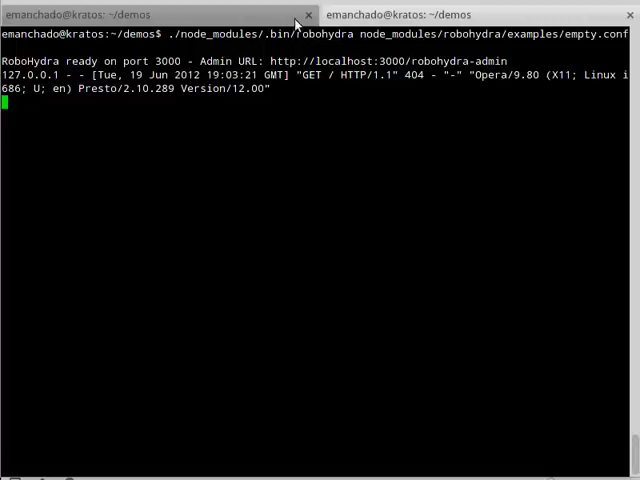 emanchado@kratos: ~/demos × emanchado@kratos: ~/demos ×
emanchado@kratos:~/demos$ ./node_modules/.bin/robohydra node_modules/robohydra/examples/empty.conf
RoboHydra ready on port 3000 - Admin URL: http://localhost:3000/robohydra-admin
127.0.0.1 - - [Tue, 19 Jun 2012 19:03:21 GMT] "GET / HTTP/1.1" 404 - "-" "Opera/9.80 (X11; Linux i
686; U; en) Presto/2.10.289 Version/12.00"